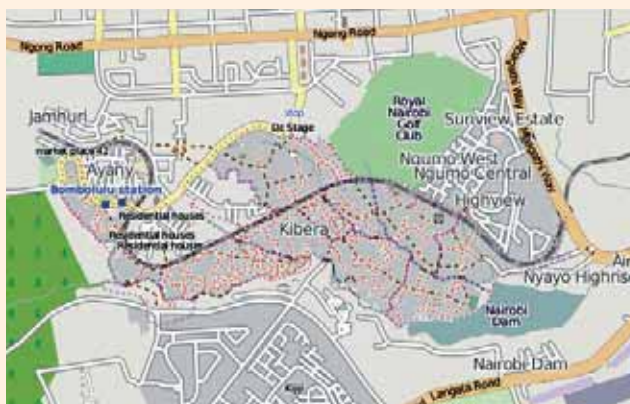 Ngong Road
Ngong Road
Mbagathi Way
Mbagathi Way
Royal
Nairobi
Golf
Club
Jamhuri
stop
Dc Stage
Sunview Estate
market place 42
Ayany
Ngumo West
Ngumo Central
Bombolulu station
Highview
Residential houses
Kibera
Residential houses
Residential houses
Nyayo Highrise
Nairobi
Dam
Nairobi Dam
Langata Road